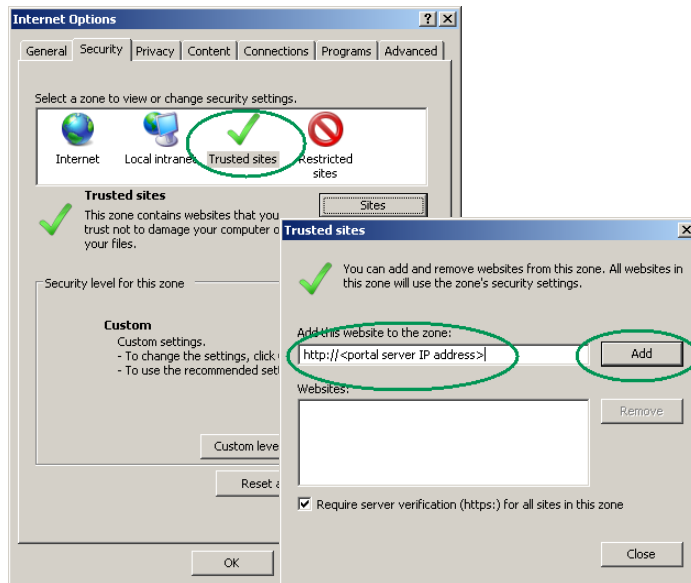 Internet Options
General Security Privacy Content Connections Programs Advanced
Select a zone to view or change security settings.
Internet Local intranet Trusted sites Restricted sites
Trusted sites
Sites
This zone contains websites that you
trust not to damage your computer o
your files.
Security level for this zone
Custom
Custom settings.
- To change the settings, click
- To use the recommended set
Custom leve
Reset a
OK
Trusted sites
You can add and remove websites from this zone. All websites in
this zone will use the zone's security settings.
Add this website to the zone:
http://<portal server IP address>
Add
Websites:
Remove
Require server verification (https:) for all sites in this zone
Close